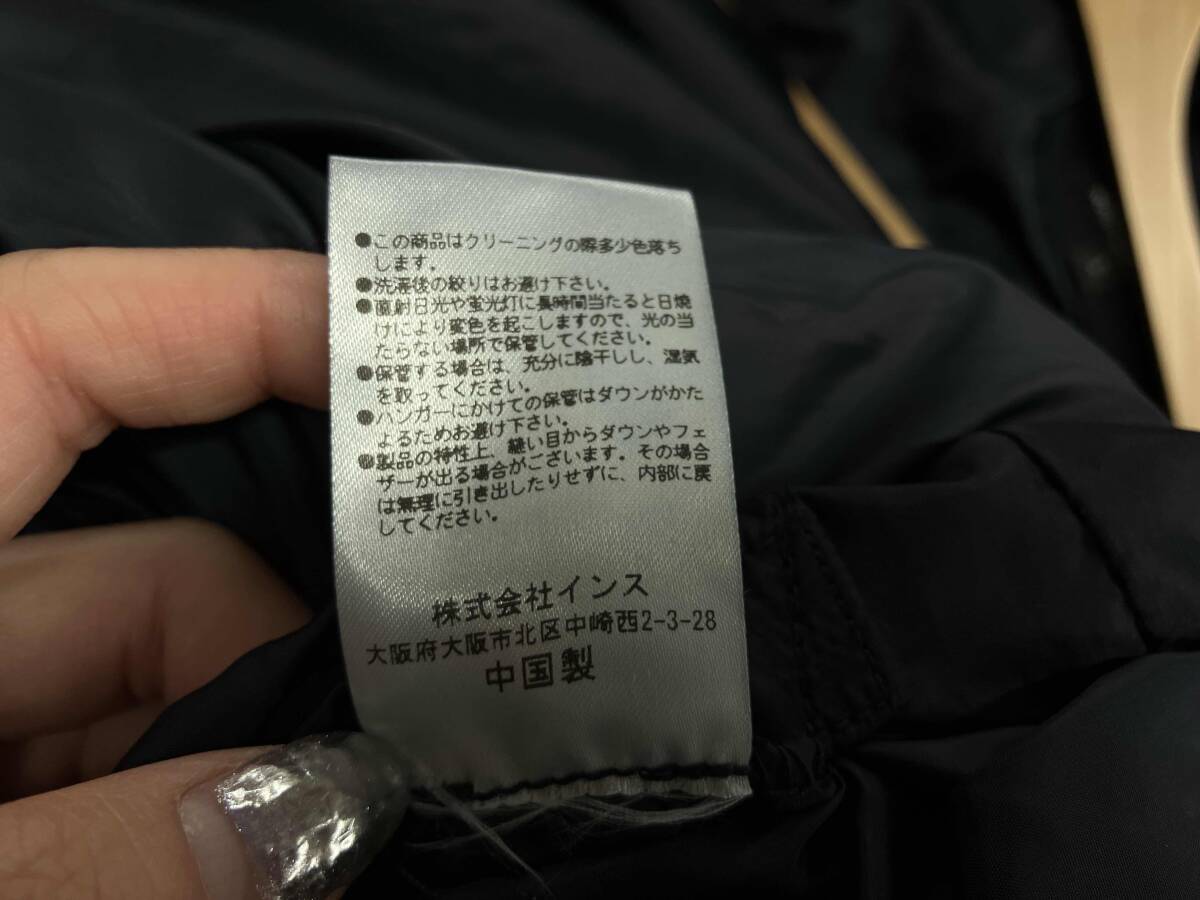 ●この商品はクリーニングの際多少色落ち
します。
●洗濯後の絞りはお避け下さい。
●直射日光や蛍光灯に長時間当たると日焼
けにより変色を起こしますので、光の当
たらない場所で保管してください。
●保管する場合は、充分に陰干しし、湿気
を取ってください。
●ハンガーにかけての保管はダウンがかた
よるためお避け下さい。
●製品の特性上、縫い目からダウンやフェ
ザーが出る場合がございます。その場合
は無理に引き出したりせずに、内部に戻
してください。
株式会社インス
大阪府大阪市北区中崎西2-3-28
中国製